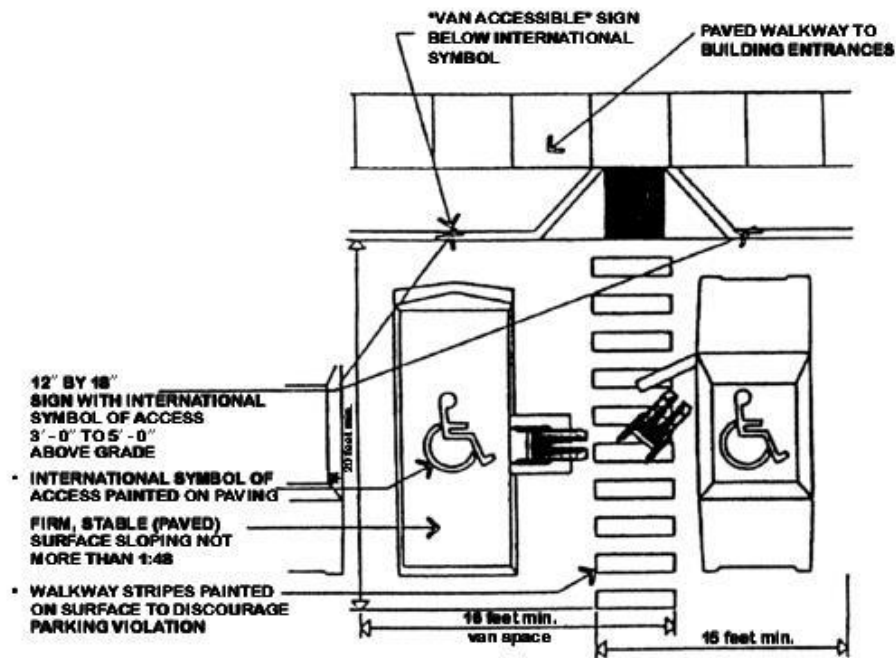 "VAN ACCESSIBLE" SIGN
BELOW INTERNATIONAL
SYMBOL
PAVED WALKWAY TO
BUILDING ENTRANCES
12" BY 18"
SIGN WITH INTERNATIONAL
SYMBOL OF ACCESS
3' - 0" TO 5' - 0"
ABOVE GRADE
20 feet min.
• INTERNATIONAL SYMBOL OF
ACCESS PAINTED ON PAVING
FIRM, STABLE (PAVED)
SURFACE SLOPING NOT
MORE THAN 1:48
• WALKWAY STRIPES PAINTED
ON SURFACE TO DISCOURAGE
PARKING VIOLATION
16 feet min.
van space
15 feet min.